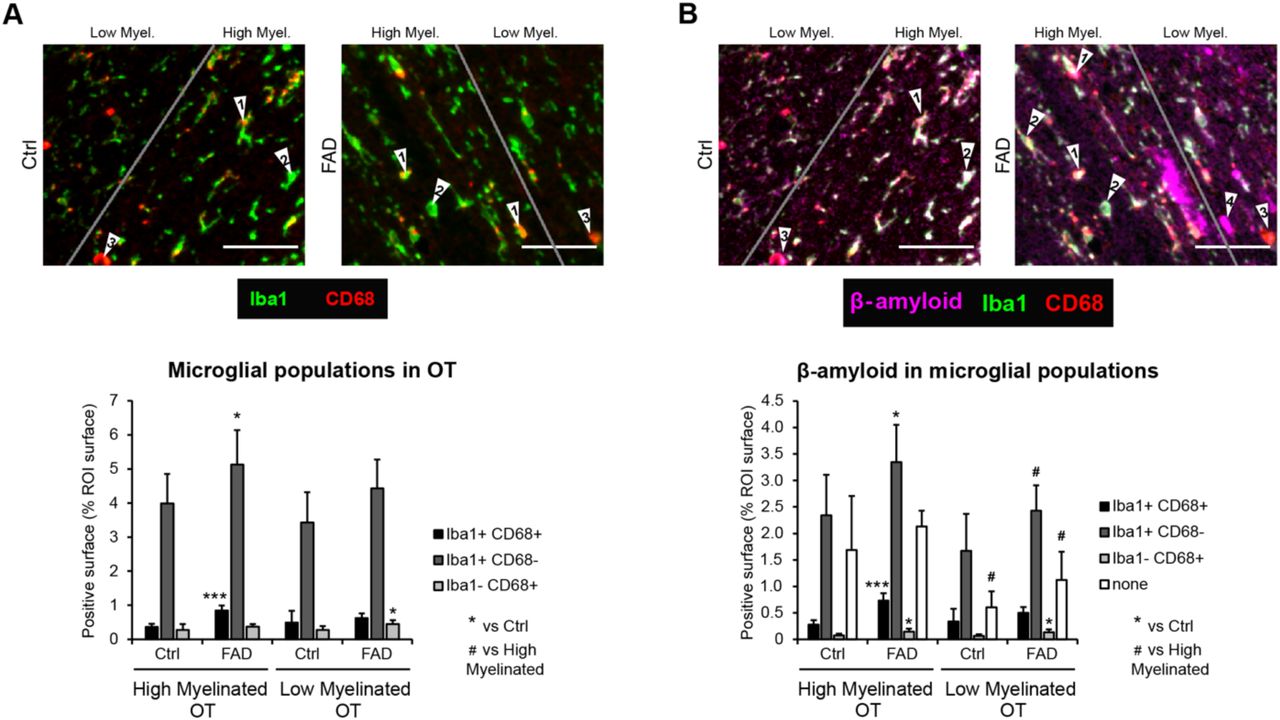 A
Low Myel. High Myel. High Myel. Low Myel.
Ctrl
1
2
3
FAD
1
2
1
3
Iba1 CD68
Microglial populations in OT
Positive surface (% ROI surface)
7
6
5
4
3
2
1
0
*
***
*
Ctrl FAD Ctrl FAD
High Myelinated OT
Low Myelinated OT
Iba1+ CD68+
Iba1+ CD68-
Iba1- CD68+
* vs Ctrl
# vs High
Myelinated
B
Low Myel. High Myel. High Myel. Low Myel.
Ctrl
1
2
3
FAD
1
2
1
2
4
3
β-amyloid Iba1 CD68
β-amyloid in microglial populations
Positive surface (% ROI surface)
4.5
4.0
3.5
3.0
2.5
2.0
1.5
1.0
0.5
0
*
***
*
#
#
*
#
Ctrl FAD Ctrl FAD
High Myelinated OT
Low Myelinated OT
Iba1+ CD68+
Iba1+ CD68-
Iba1- CD68+
none
* vs Ctrl
# vs High
Myelinated